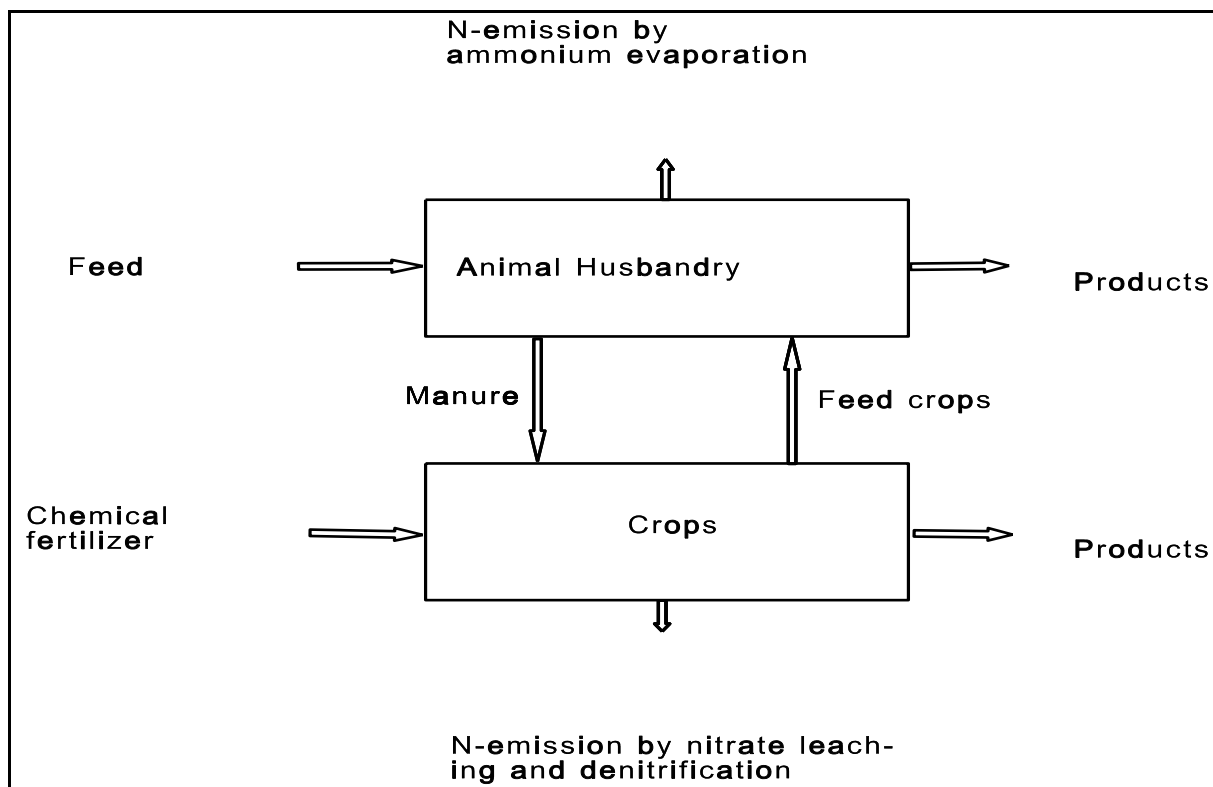 N-emission by
ammonium evaporation
Feed
Animal Husbandry
Products
Manure
Feed crops
Chemical
fertilizer
Crops
Products
N-emission by nitrate leach-
ing and denitrification